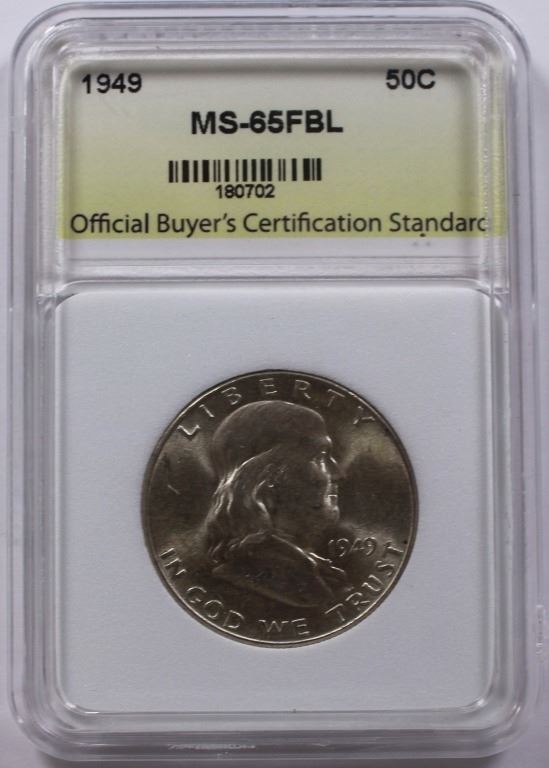 1949 50C
MS-65FBL
180702
Official Buyer's Certification Standard
LIBERTY
1949
IN GOD WE TRUST